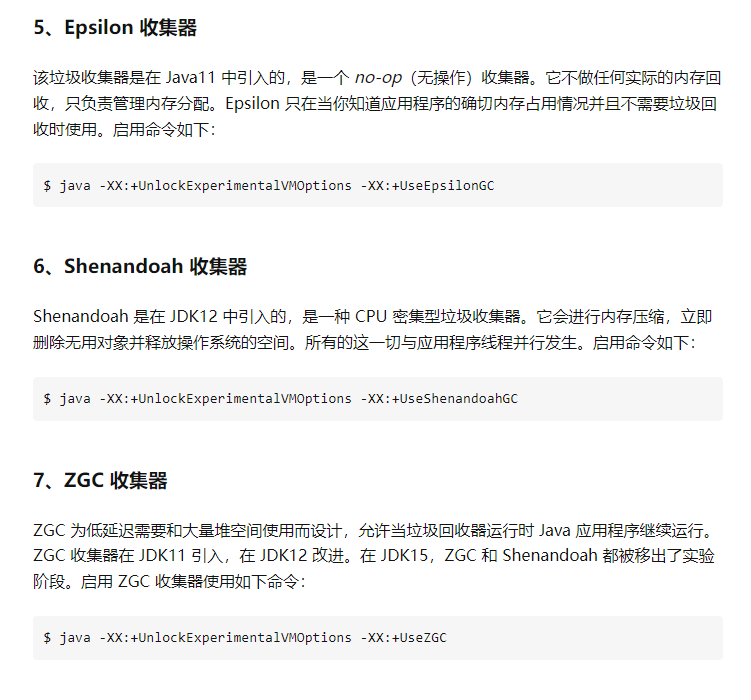 5、Epsilon 收集器
该垃圾收集器是在 Java11 中引入的，是一个 no-op（无操作）收集器。它不做任何实际的内存回
收，只负责管理内存分配。Epsilon 只在当你知道应用程序的确切内存占用情况并且不需要垃圾回
收时使用。启用命令如下：
$ java -XX:+UnlockExperimentalVMOptions -XX:+UseEpsilonGC
6、Shenandoah 收集器
Shenandoah 是在 JDK12 中引入的，是一种 CPU 密集型垃圾收集器。它会进行内存压缩，立即
删除无用对象并释放操作系统的空间。所有的这一切与应用程序线程并行发生。启用命令如下：
$ java -XX:+UnlockExperimentalVMOptions -XX:+UseShenandoahGC
7、ZGC 收集器
ZGC 为低延迟需要和大量堆空间使用而设计，允许当垃圾回收器运行时 Java 应用程序继续运行。
ZGC 收集器在 JDK11 引入，在 JDK12 改进。在 JDK15，ZGC 和 Shenandoah 都被移出了实验
阶段。启用 ZGC 收集器使用如下命令：
$ java -XX:+UnlockExperimentalVMOptions -XX:+UseZGC